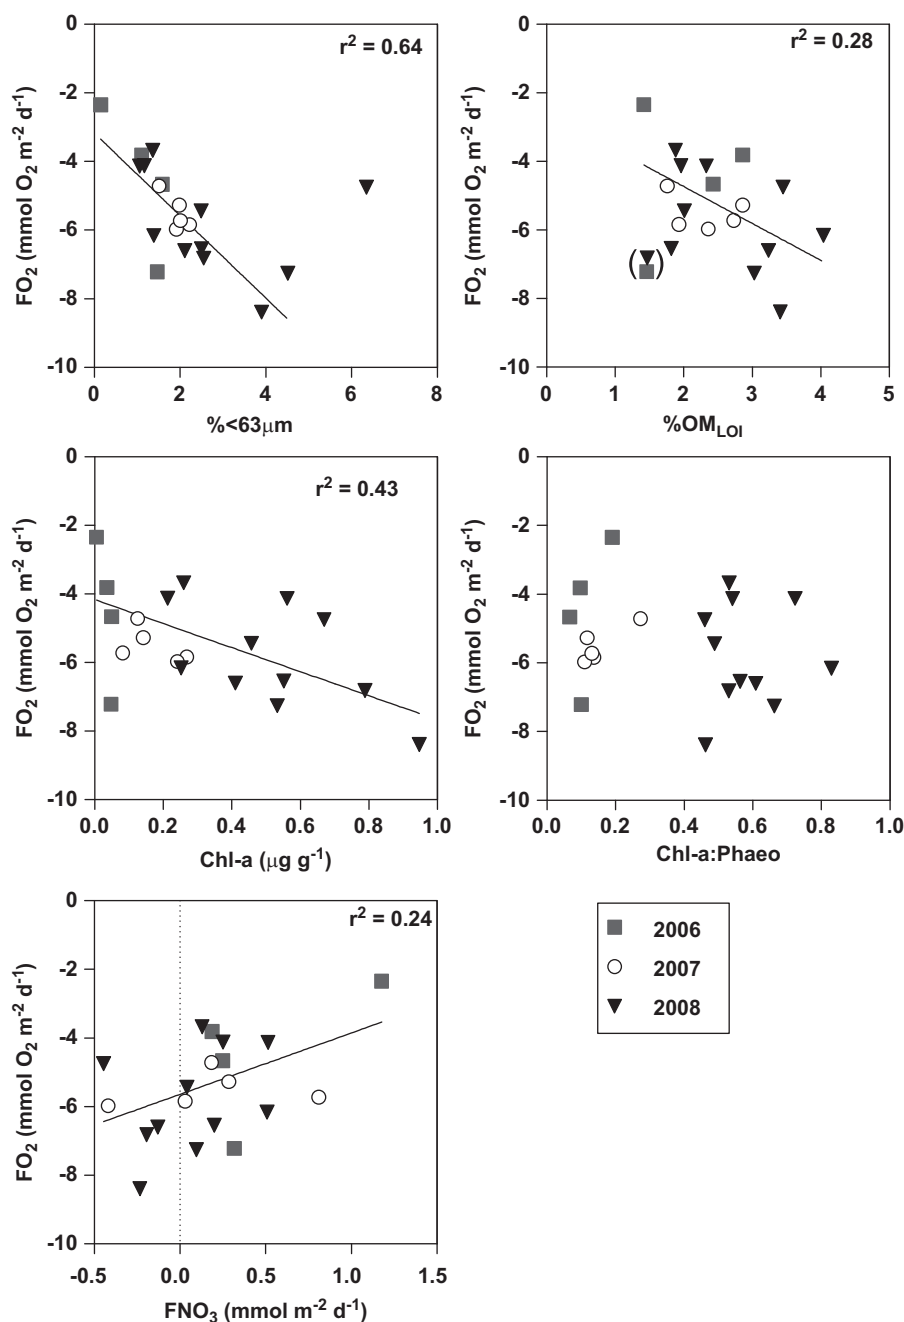 0
-2
-4
-6
-8
-10
FO2 (mmol O2 m-2 d-1)
r2 = 0.64
0 2 4 6 8
%<63μm
0
-2
-4
-6
-8
-10
FO2 (mmol O2 m-2 d-1)
r2 = 0.28
( )
0 1 2 3 4 5
%OMLOI
0
-2
-4
-6
-8
-10
FO2 (mmol O2 m-2 d-1)
r2 = 0.43
0.0 0.2 0.4 0.6 0.8 1.0
Chl-a (μg g-1)
0
-2
-4
-6
-8
-10
FO2 (mmol O2 m-2 d-1)
0.0 0.2 0.4 0.6 0.8 1.0
Chl-a:Phaeo
0
-2
-4
-6
-8
-10
FO2 (mmol O2 m-2 d-1)
r2 = 0.24
-0.5 0.0 0.5 1.0 1.5
FNO3 (mmol m-2 d-1)
2006
2007
2008